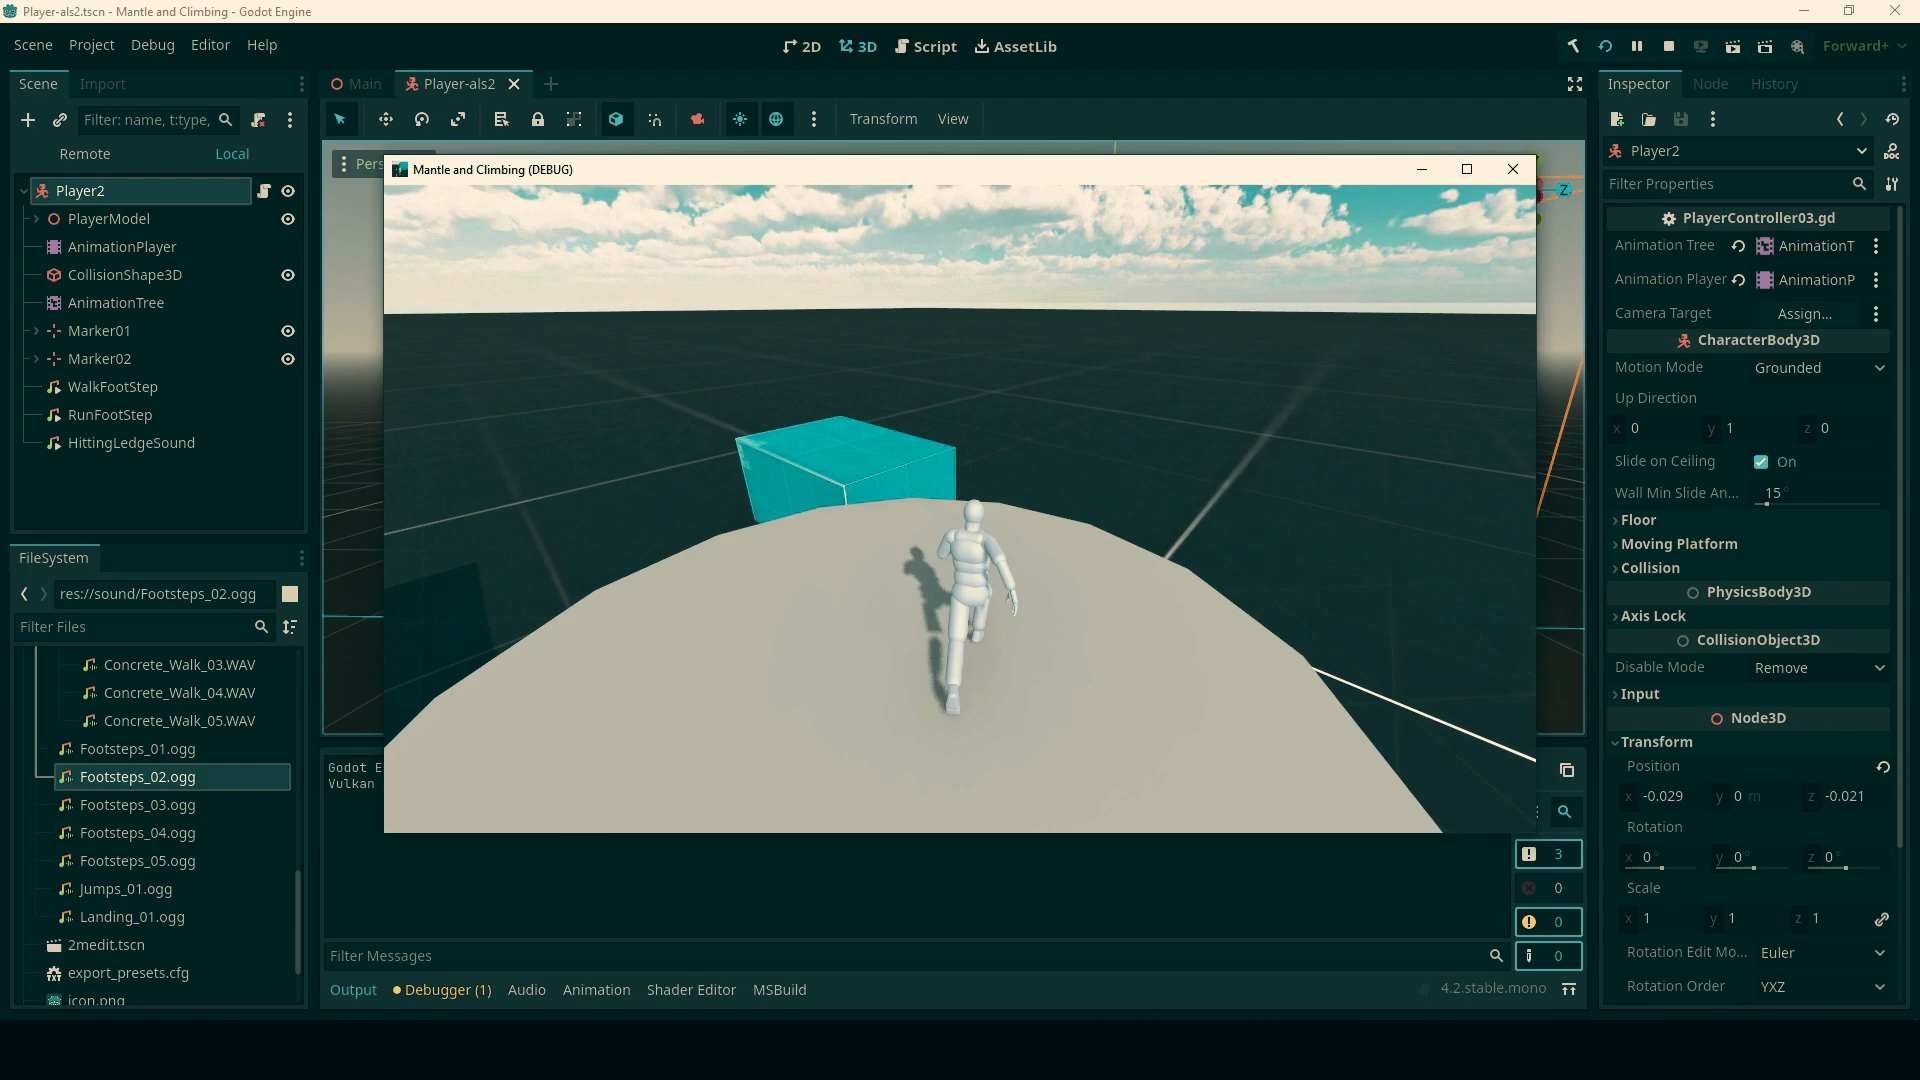 Player-als2.tscn - Mantle and Climbing - Godot Engine
Scene Project Debug Editor Help
2D 3D Script AssetLib
Forward+
Scene Import
Main Player-als2
Inspector Node History
Filter: name, t:type,
Transform View
Remote Local
Player2
PlayerModel
AnimationPlayer
CollisionShape3D
AnimationTree
Marker01
Marker02
WalkFootStep
RunFootStep
HittingLedgeSound
FileSystem
res://sound/Footsteps_02.ogg
Filter Files
Concrete_Walk_03.WAV
Concrete_Walk_04.WAV
Concrete_Walk_05.WAV
Footsteps_01.ogg
Footsteps_02.ogg
Footsteps_03.ogg
Footsteps_04.ogg
Footsteps_05.ogg
Jumps_01.ogg
Landing_01.ogg
2medit.tscn
export_presets.cfg
icon.png
Pers
Mantle and Climbing (DEBUG)
Z
Godot E
Vulkan
3
0
0
0
Filter Messages
Output Debugger (1) Audio Animation Shader Editor MSBuild
4.2.stable.mono
Player2
Filter Properties
PlayerController03.gd
Animation Tree AnimationT
Animation Player AnimationP
Camera Target Assign...
CharacterBody3D
Motion Mode Grounded
Up Direction
x 0 y 1 z 0
Slide on Ceiling On
Wall Min Slide An... 15 °
Floor
Moving Platform
Collision
PhysicsBody3D
Axis Lock
CollisionObject3D
Disable Mode Remove
Input
Node3D
Transform
Position
x -0.029 y 0 m z -0.021
Rotation
x 0 ° y 0 ° z 0 °
Scale
x 1 y 1 z 1
Rotation Edit Mo... Euler
Rotation Order YXZ